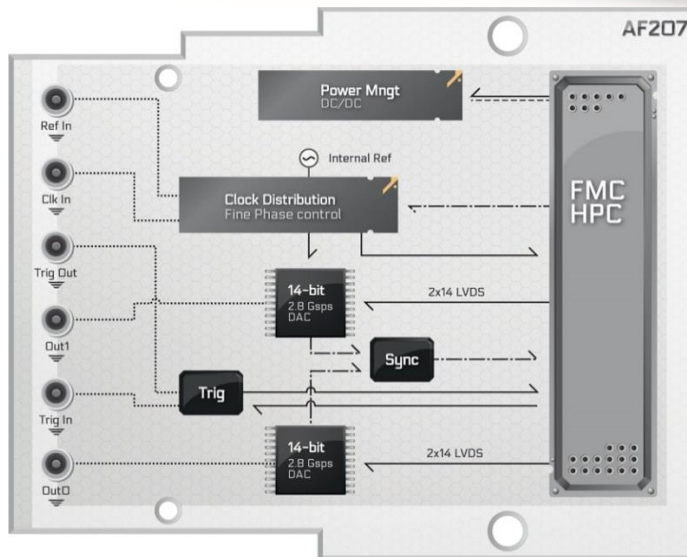 AF207
Power Mngt
DC/DC
Ref In
Internal Ref
Clk In
Clock Distribution
Fine Phase control
FMC
HPC
Trig Out
14-bit
2.8 Gsps
DAC
2x14 LVDS
Out1
Sync
Trig
Trig In
14-bit
2.8 Gsps
DAC
2x14 LVDS
Out0